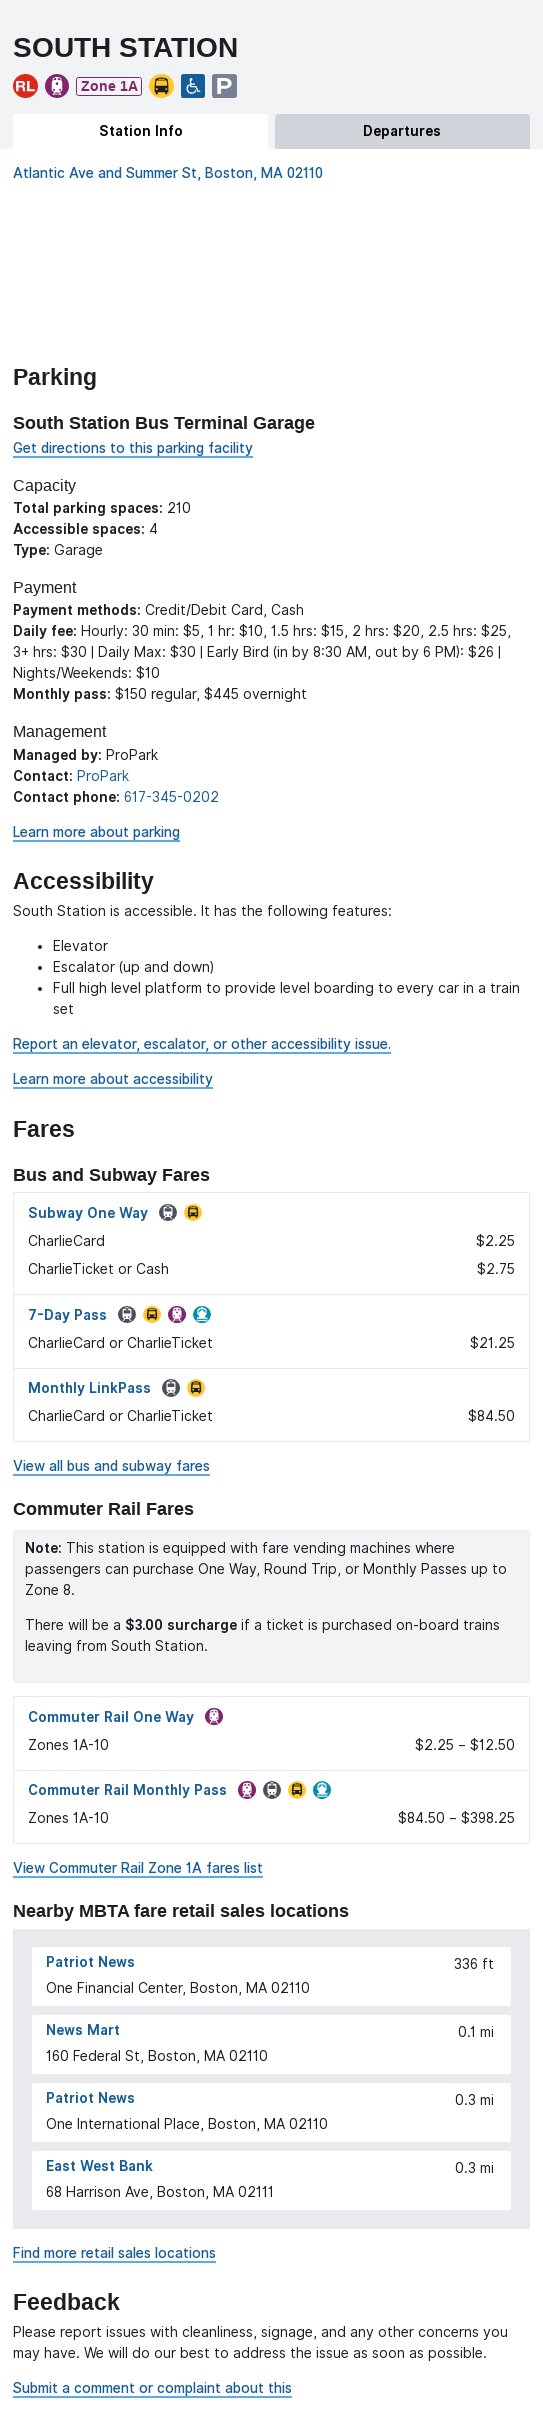 SOUTH STATION
RL Zone 1A P
Station Info Departures
Atlantic Ave and Summer St, Boston, MA 02110
Parking
South Station Bus Terminal Garage
Get directions to this parking facility
Capacity
Total parking spaces: 210
Accessible spaces: 4
Type: Garage
Payment
Payment methods: Credit/Debit Card, Cash
Daily fee: Hourly: 30 min: $5, 1 hr: $10, 1.5 hrs: $15, 2 hrs: $20, 2.5 hrs: $25,
3+ hrs: $30 | Daily Max: $30 | Early Bird (in by 8:30 AM, out by 6 PM): $26 |
Nights/Weekends: $10
Monthly pass: $150 regular, $445 overnight
Management
Managed by: ProPark
Contact: ProPark
Contact phone: 617-345-0202
Learn more about parking
Accessibility
South Station is accessible. It has the following features:
• Elevator
• Escalator (up and down)
• Full high level platform to provide level boarding to every car in a train
set
Report an elevator, escalator, or other accessibility issue.
Learn more about accessibility
Fares
Bus and Subway Fares
Subway One Way
CharlieCard $2.25
CharlieTicket or Cash $2.75
7-Day Pass
CharlieCard or CharlieTicket $21.25
Monthly LinkPass
CharlieCard or CharlieTicket $84.50
View all bus and subway fares
Commuter Rail Fares
Note: This station is equipped with fare vending machines where
passengers can purchase One Way, Round Trip, or Monthly Passes up to
Zone 8.
There will be a $3.00 surcharge if a ticket is purchased on-board trains
leaving from South Station.
Commuter Rail One Way
Zones 1A-10 $2.25 – $12.50
Commuter Rail Monthly Pass
Zones 1A-10 $84.50 – $398.25
View Commuter Rail Zone 1A fares list
Nearby MBTA fare retail sales locations
Patriot News 336 ft
One Financial Center, Boston, MA 02110
News Mart 0.1 mi
160 Federal St, Boston, MA 02110
Patriot News 0.3 mi
One International Place, Boston, MA 02110
East West Bank 0.3 mi
68 Harrison Ave, Boston, MA 02111
Find more retail sales locations
Feedback
Please report issues with cleanliness, signage, and any other concerns you
may have. We will do our best to address the issue as soon as possible.
Submit a comment or complaint about this